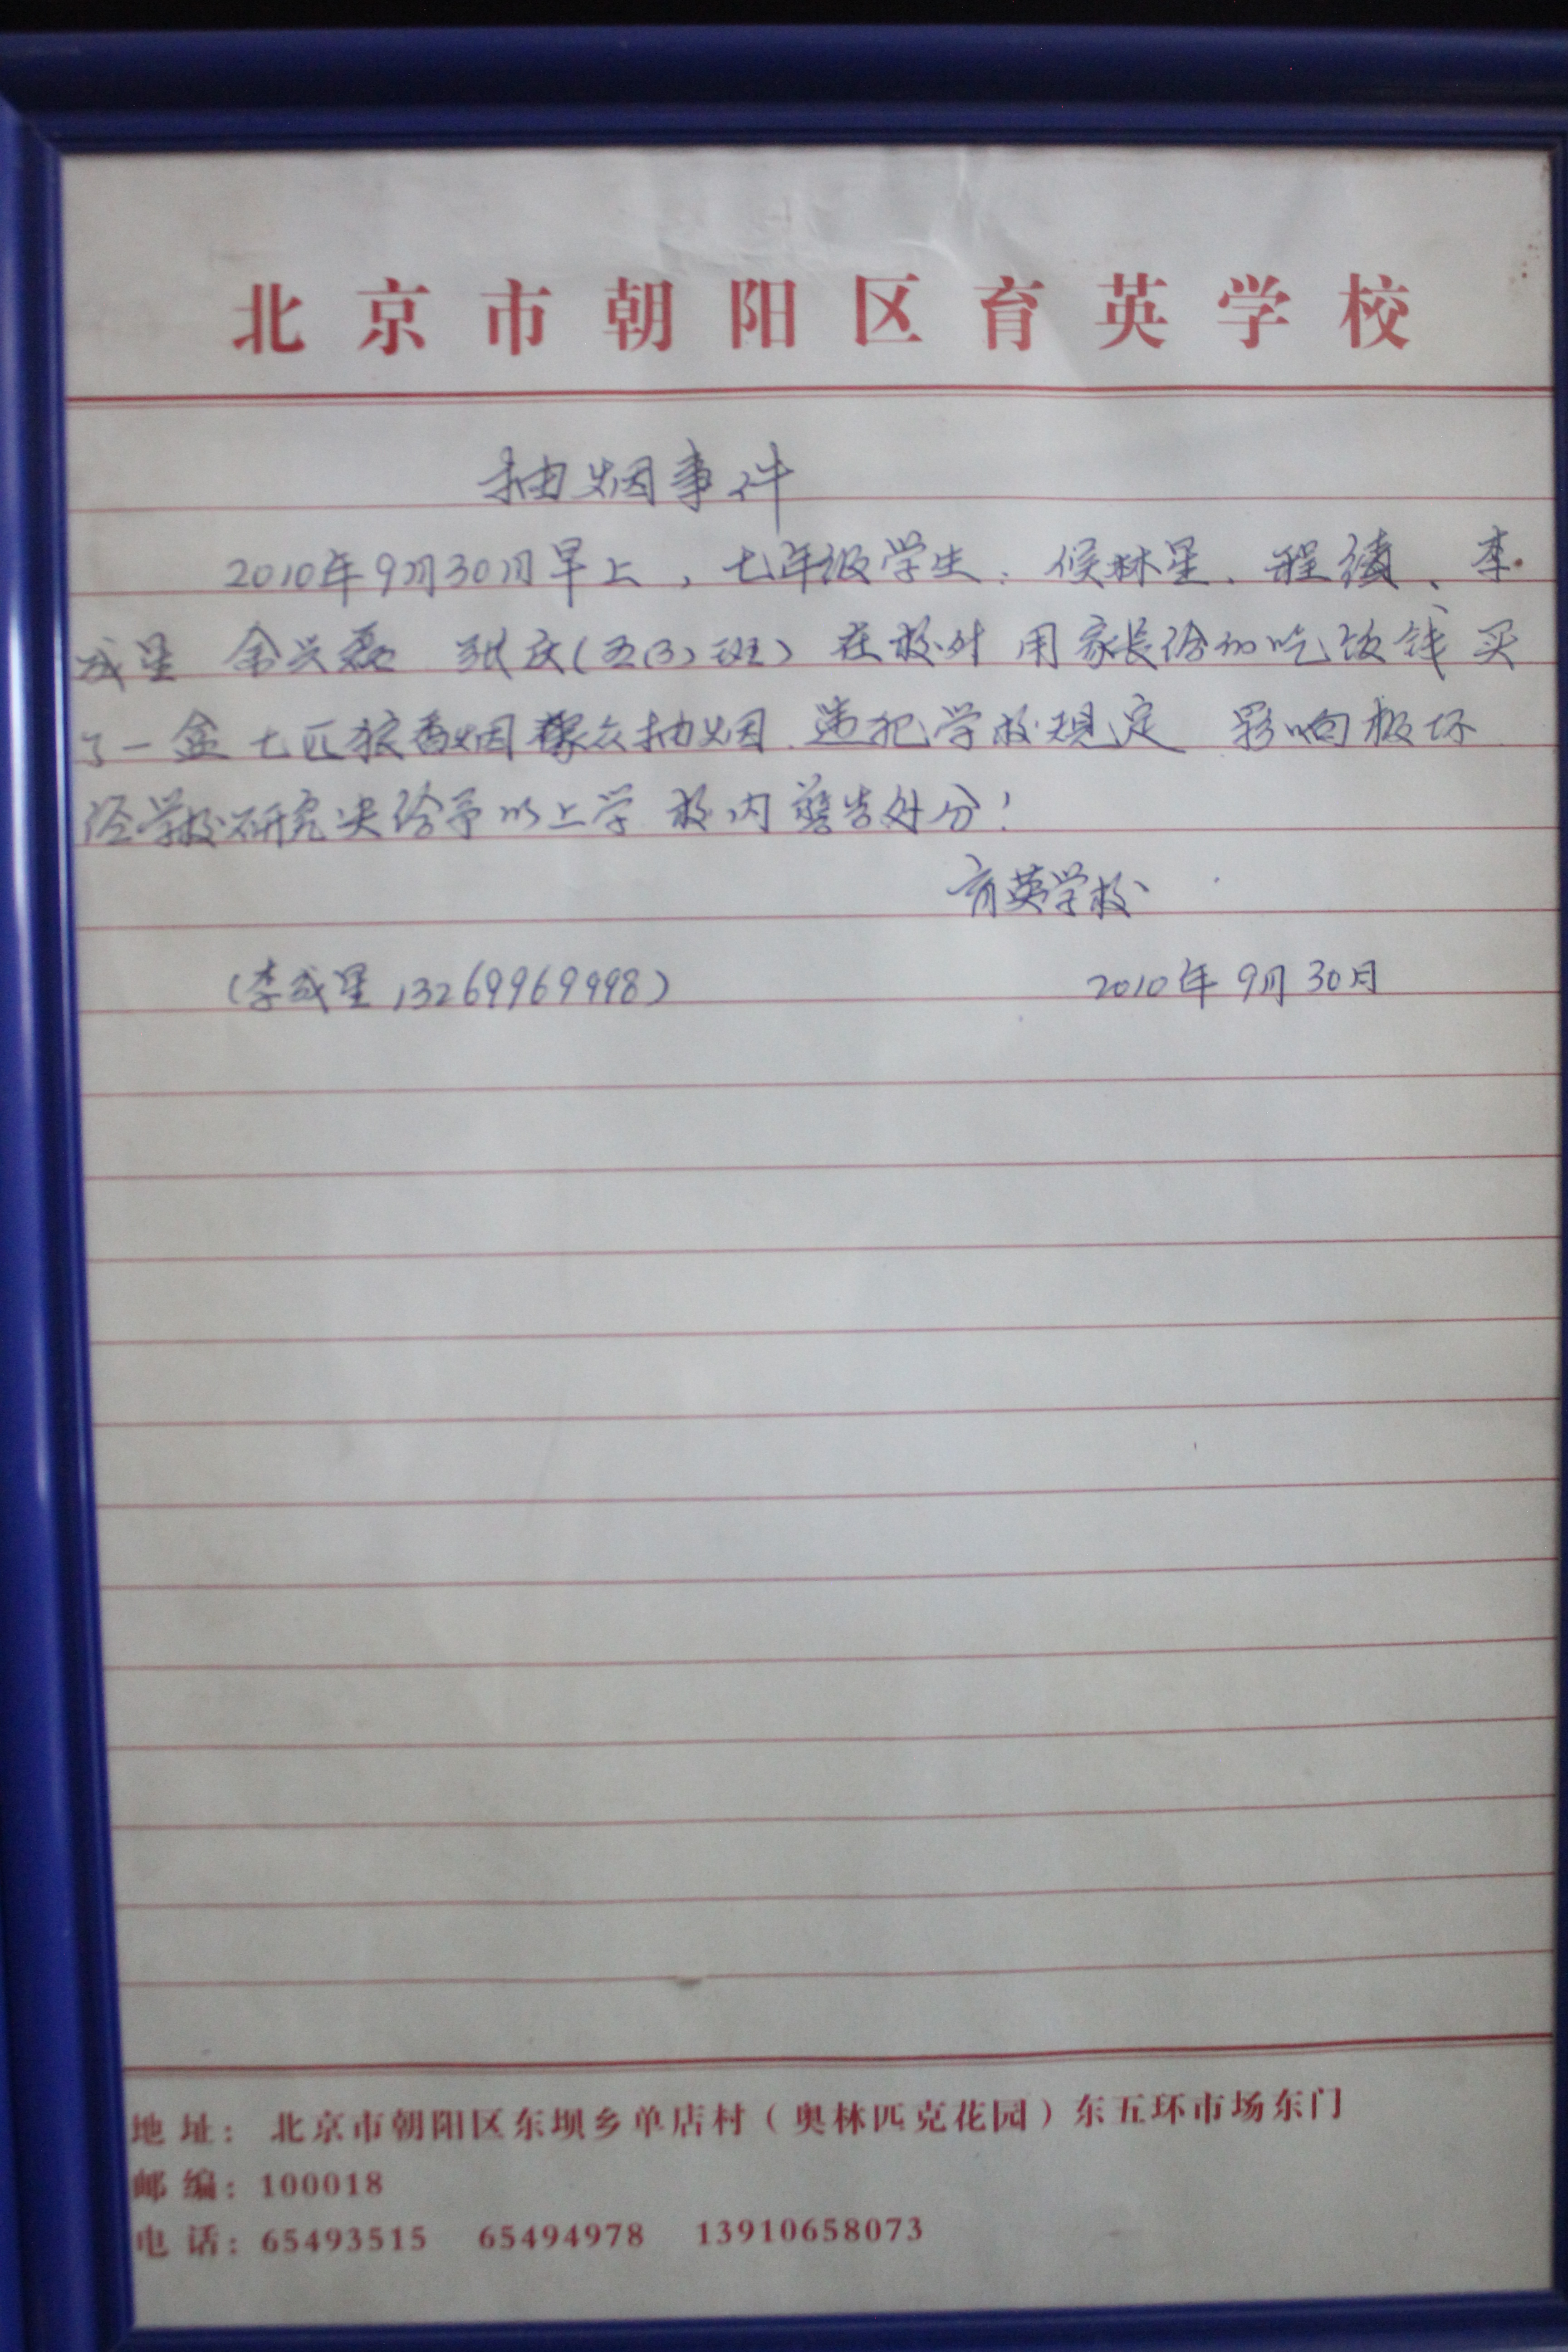 北京市朝阳区育英学校
抽烟事件
2010年9月30日早上,七年级学生:候林星、程绩、李
成星 金兴磊 张庆(五(3)班)在校外 用家长给的吃饭钱买
了一盒七匹狼香烟聚众抽烟.违犯学校规定 影响极坏
经学校研究决给予以上学 校内警告处分!
育英学校
(李成星 13269969998) 2010年9月30日
地址:北京市朝阳区东坝乡单店村(奥林匹克花园)东五环市场东门
邮编:100018
电话:65493515 65494978 13910658073